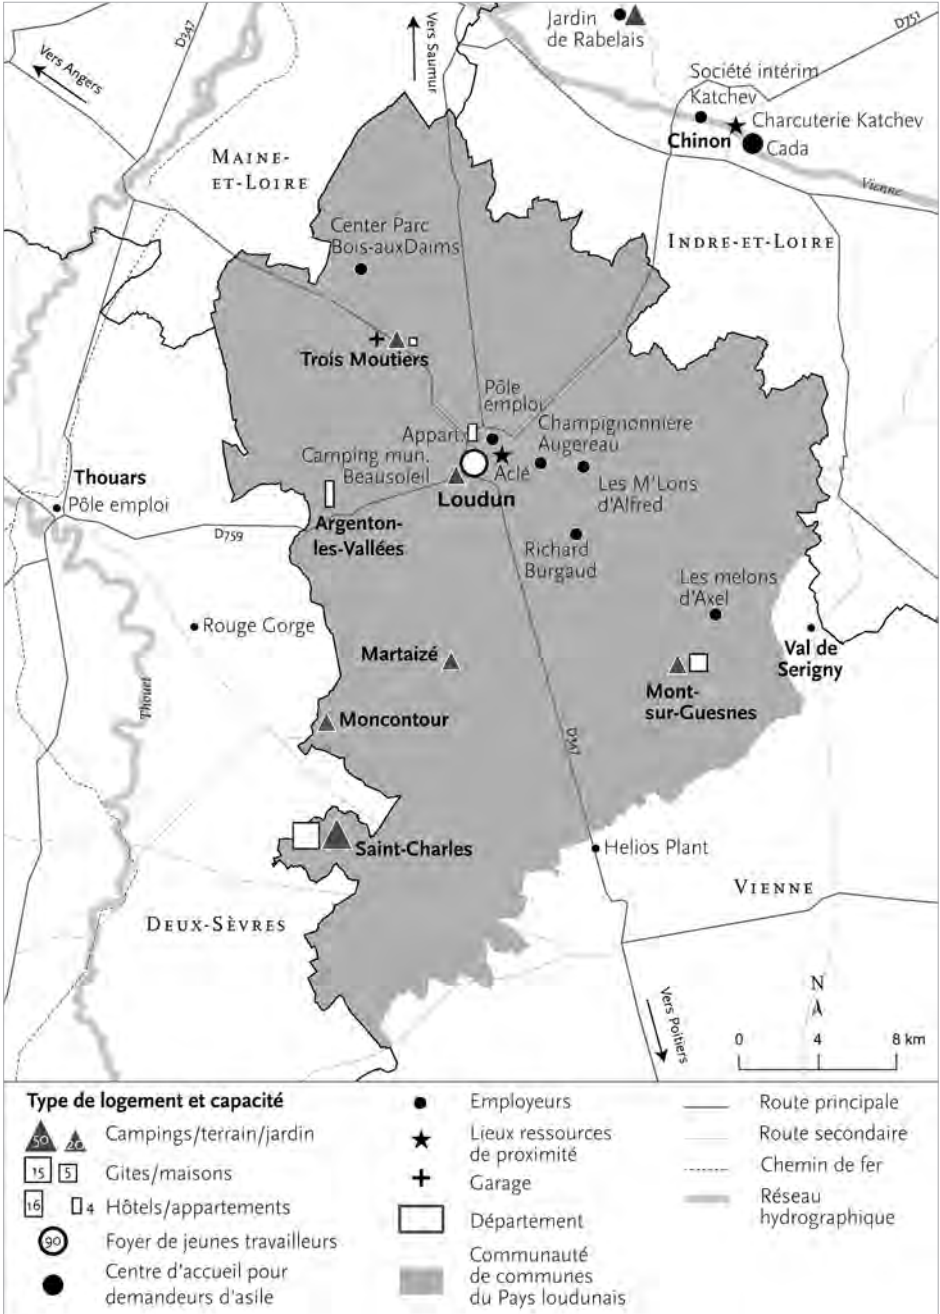 Jardin
de Rabelais
D751
D347
Vers Angers
Vers Saumur
Société intérim
Katchev
Charcuterie Katchev
Chinon
Cada
Vienne
MAINE-
ET-LOIRE
INDRE-ET-LOIRE
Center Parc
Bois-auxDaims
Trois Moutiers
Pôle
emploi
Appart.
Champignonnière
Augereau
Camping mun.
Beausoleil
Aclé
Les M'Lons
d'Alfred
Loudun
Thouars
Pôle emploi
Argenton-
les-Vallées
D759
Richard
Burgaud
Les melons
d'Axel
Rouge Gorge
Val de
Serigny
Martaizé
Mont-
sur-Guesnes
Thouet
Moncontour
D347
Saint-Charles
Helios Plant
VIENNE
DEUX-SÈVRES
Vers Poitiers
N
0 4 8 km
Type de logement et capacité
50 20 Campings/terrain/jardin
15 5 Gites/maisons
16 4 Hôtels/appartements
90 Foyer de jeunes travailleurs
Centre d'accueil pour
demandeurs d'asile
Employeurs
Lieux ressources
de proximité
Garage
Département
Communauté
de communes
du Pays loudunais
Route principale
Route secondaire
Chemin de fer
Réseau
hydrographique